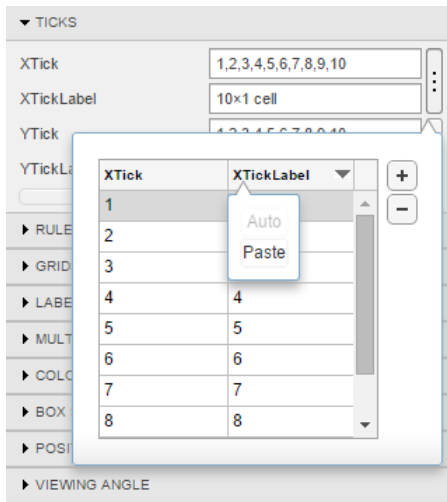 TICKS
XTick 1,2,3,4,5,6,7,8,9,10
XTickLabel 10×1 cell
YTick
YTickLa
XTick XTickLabel
+
−
1
Auto
2
Paste
3
4 4
5 5
6 6
7 7
8 8
RULE
GRID
LABE
MULT
COLO
BOX
POSI
VIEWING ANGLE